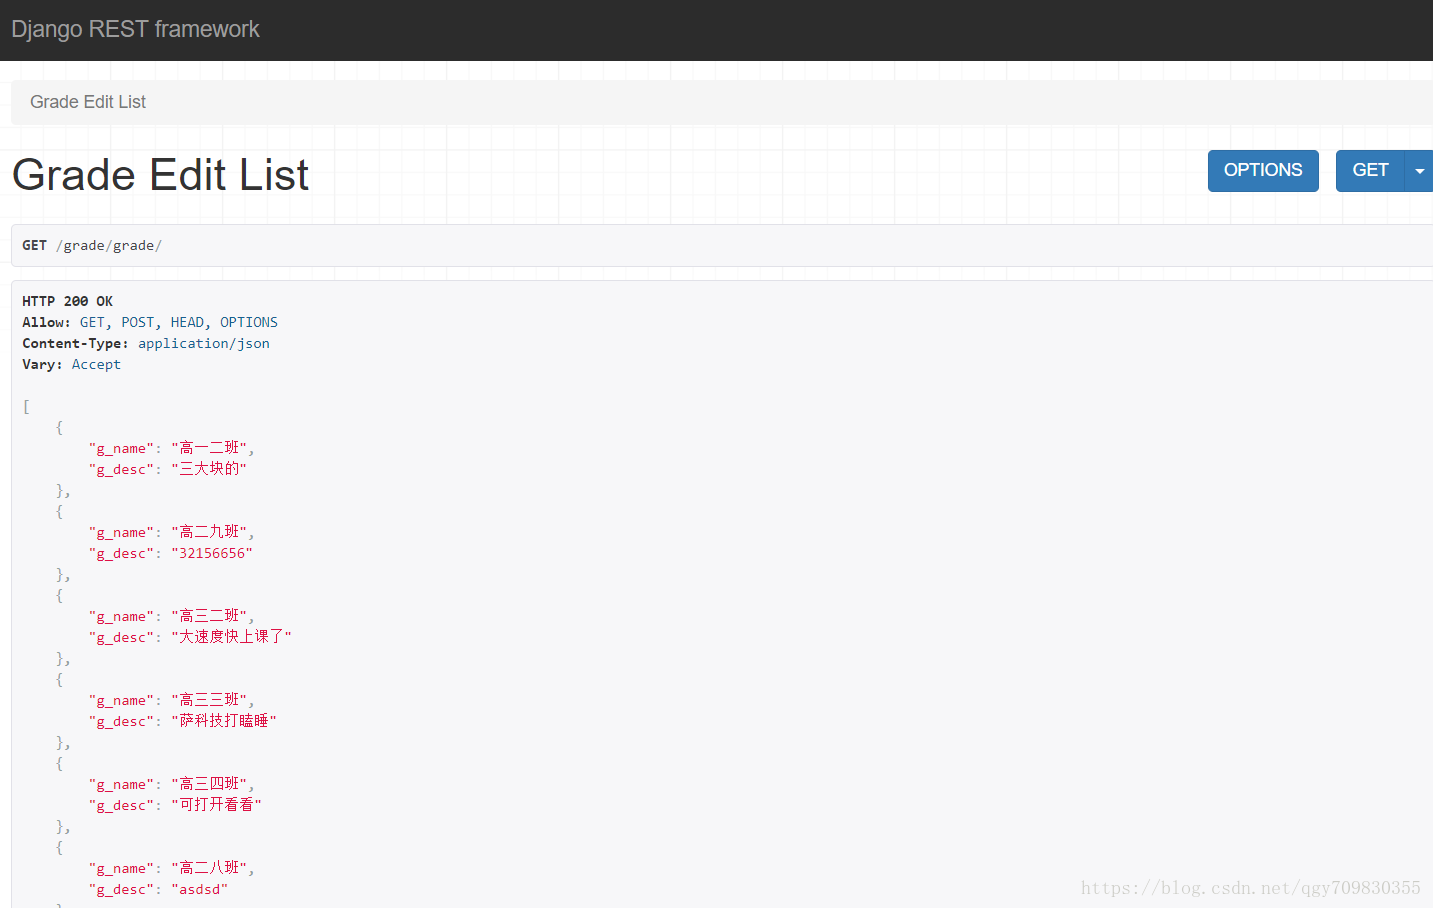 Django REST framework
Grade Edit List
Grade Edit List
OPTIONS
GET
GET /grade/grade/
HTTP 200 OK
Allow: GET, POST, HEAD, OPTIONS
Content-Type: application/json
Vary: Accept
[
    {
        "g_name": "高一二班",
        "g_desc": "三大块的"
    },
    {
        "g_name": "高二九班",
        "g_desc": "32156656"
    },
    {
        "g_name": "高三二班",
        "g_desc": "大速度快上课了"
    },
    {
        "g_name": "高三三班",
        "g_desc": "萨科技打瞌睡"
    },
    {
        "g_name": "高三四班",
        "g_desc": "可打开看看"
    },
    {
        "g_name": "高二八班",
        "g_desc": "asdsd"
https://blog.csdn.net/qgy709830355